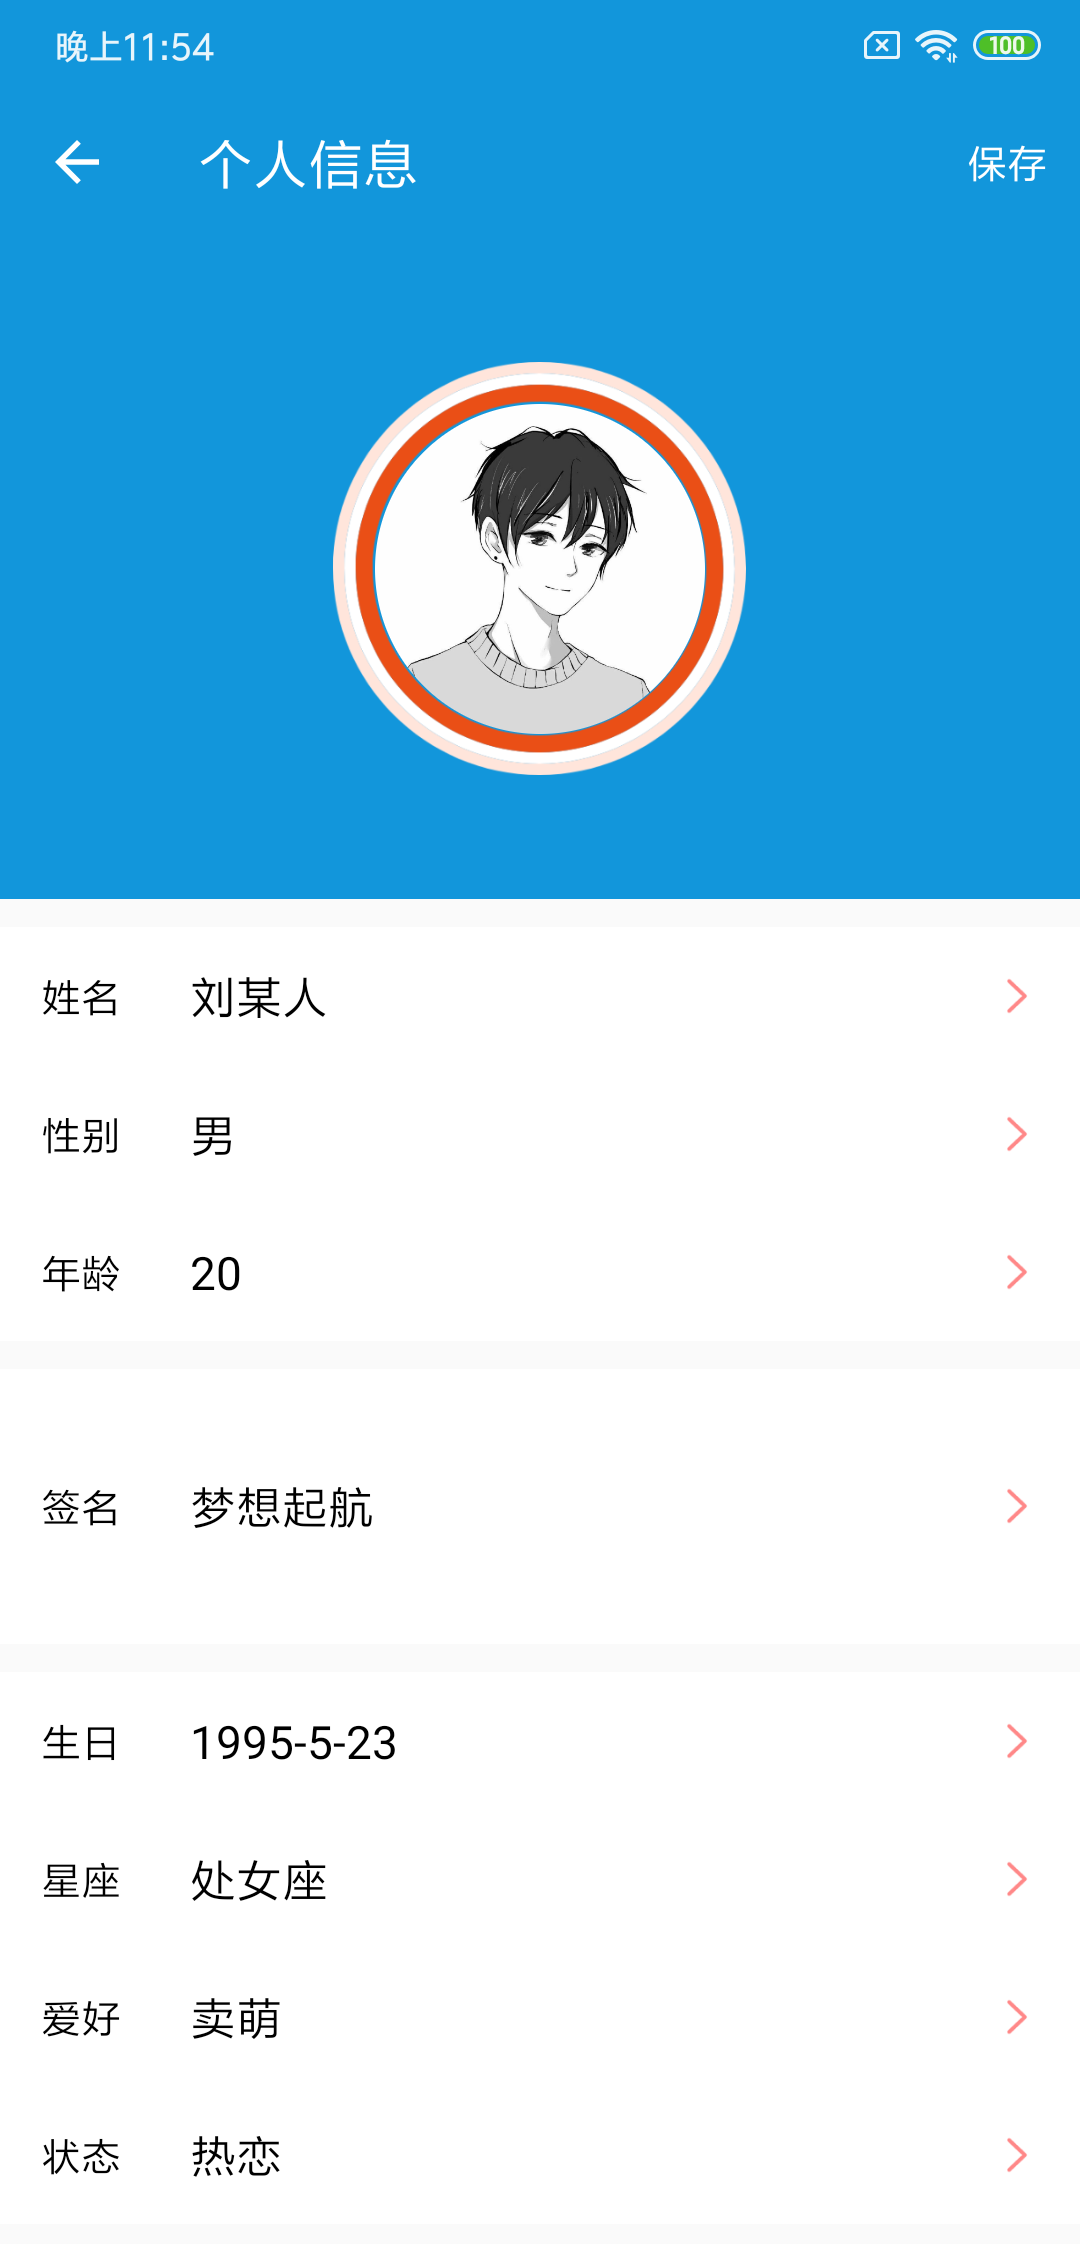 晚上11:54
100
个人信息
保存
姓名 刘某人
性别 男
年龄 20
签名 梦想起航
生日 1995-5-23
星座 处女座
爱好 卖萌
状态 热恋